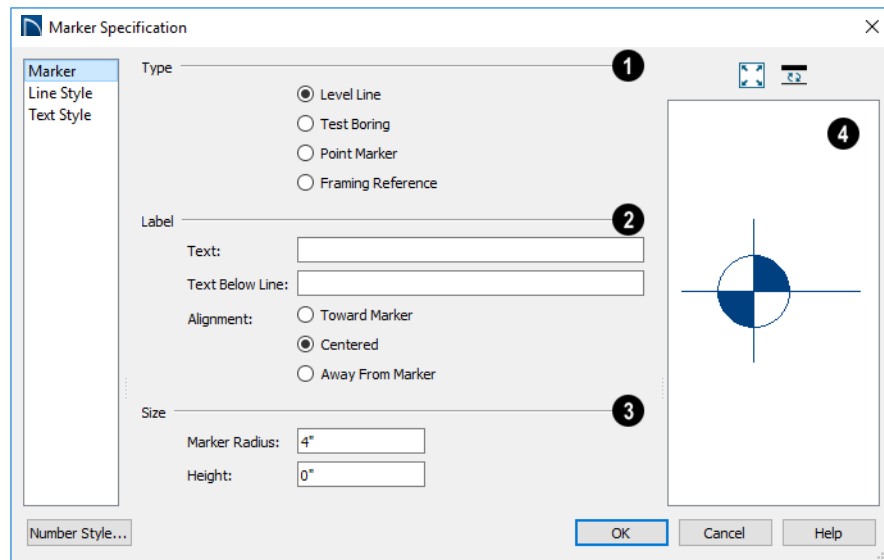 Marker Specification
Marker
Line Style
Text Style
Type
1
Level Line
Test Boring
Point Marker
Framing Reference
Label
2
Text:
Text Below Line:
Alignment:
Toward Marker
Centered
Away From Marker
Size
3
Marker Radius: 4"
Height: 0"
4
Number Style...
OK
Cancel
Help